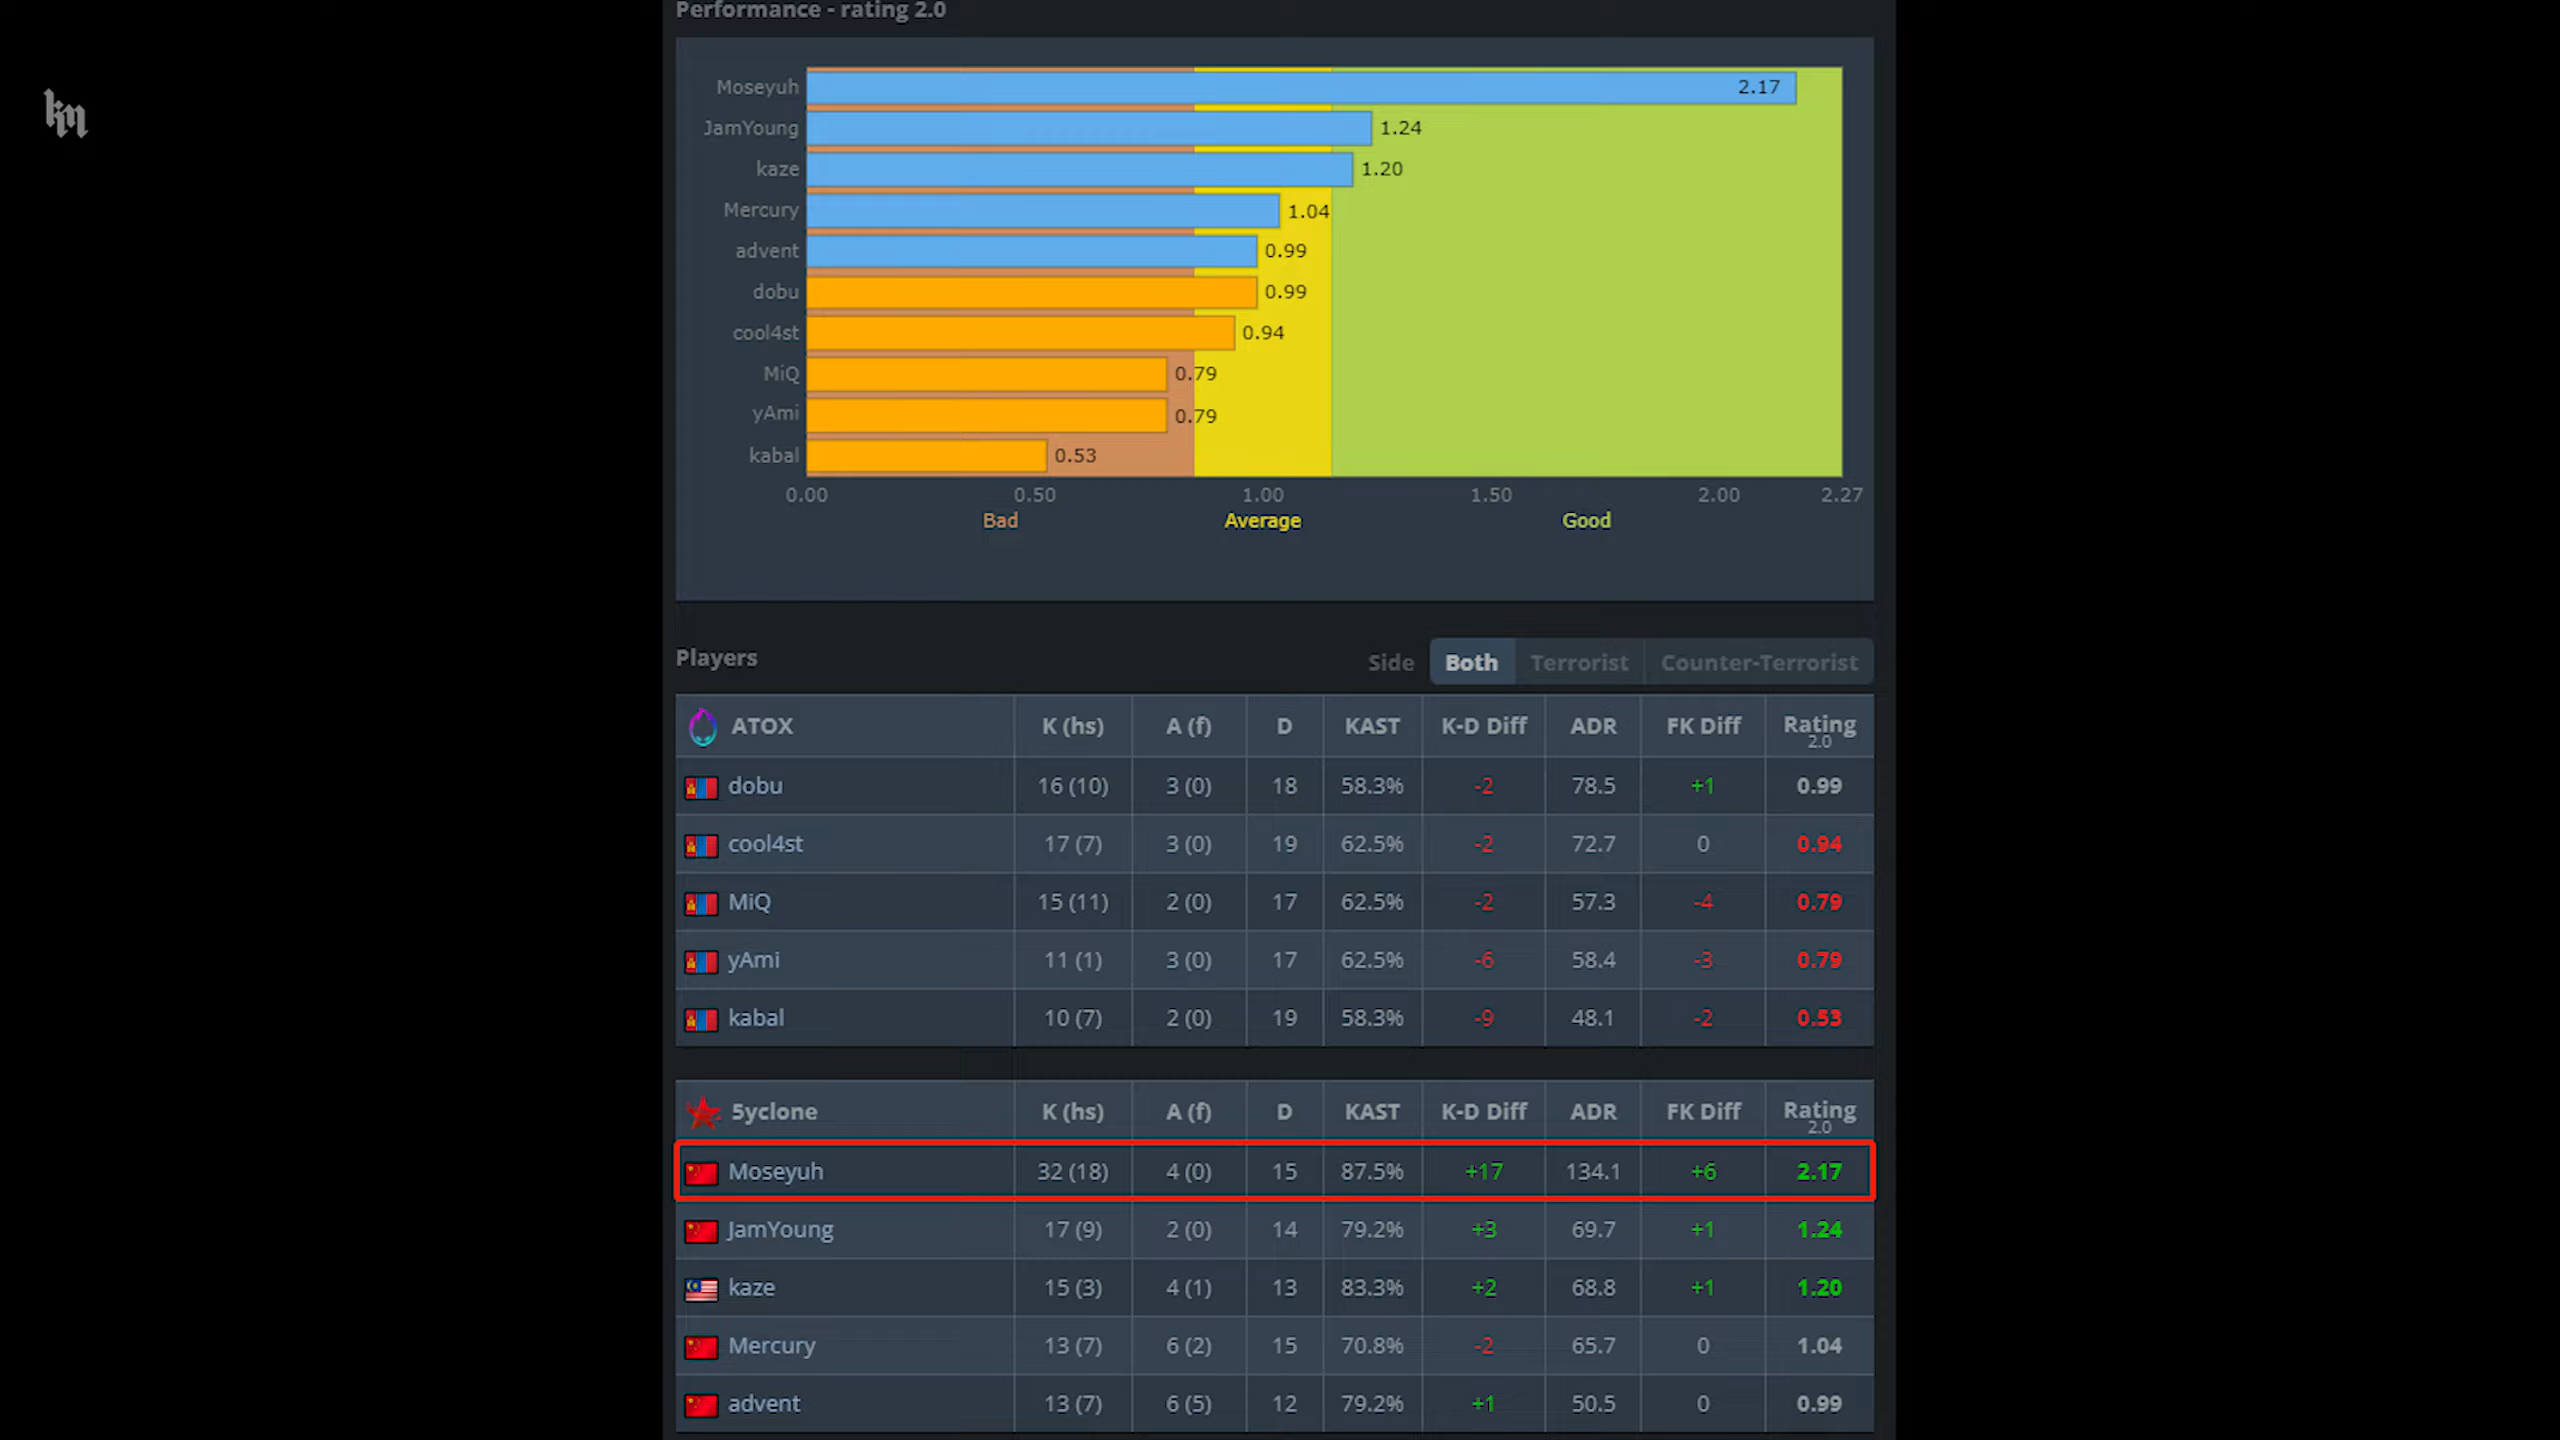 Performance - rating 2.0
Moseyuh 2.17
JamYoung 1.24
kaze 1.20
Mercury 1.04
advent 0.99
dobu 0.99
cool4st 0.94
MiQ 0.79
yAmi 0.79
kabal 0.53
0.00 0.50 1.00 1.50 2.00 2.27
Bad Average Good
Players Side Both Terrorist Counter-Terrorist
ATOX K (hs) A (f) D KAST K-D Diff ADR FK Diff Rating 2.0
dobu 16 (10) 3 (0) 18 58.3% -2 78.5 +1 0.99
cool4st 17 (7) 3 (0) 19 62.5% -2 72.7 0 0.94
MiQ 15 (11) 2 (0) 17 62.5% -2 57.3 -4 0.79
yAmi 11 (1) 3 (0) 17 62.5% -6 58.4 -3 0.79
kabal 10 (7) 2 (0) 19 58.3% -9 48.1 -2 0.53
5yclone K (hs) A (f) D KAST K-D Diff ADR FK Diff Rating 2.0
Moseyuh 32 (18) 4 (0) 15 87.5% +17 134.1 +6 2.17
JamYoung 17 (9) 2 (0) 14 79.2% +3 69.7 +1 1.24
kaze 15 (3) 4 (1) 13 83.3% +2 68.8 +1 1.20
Mercury 13 (7) 6 (2) 15 70.8% -2 65.7 0 1.04
advent 13 (7) 6 (5) 12 79.2% +1 50.5 0 0.99